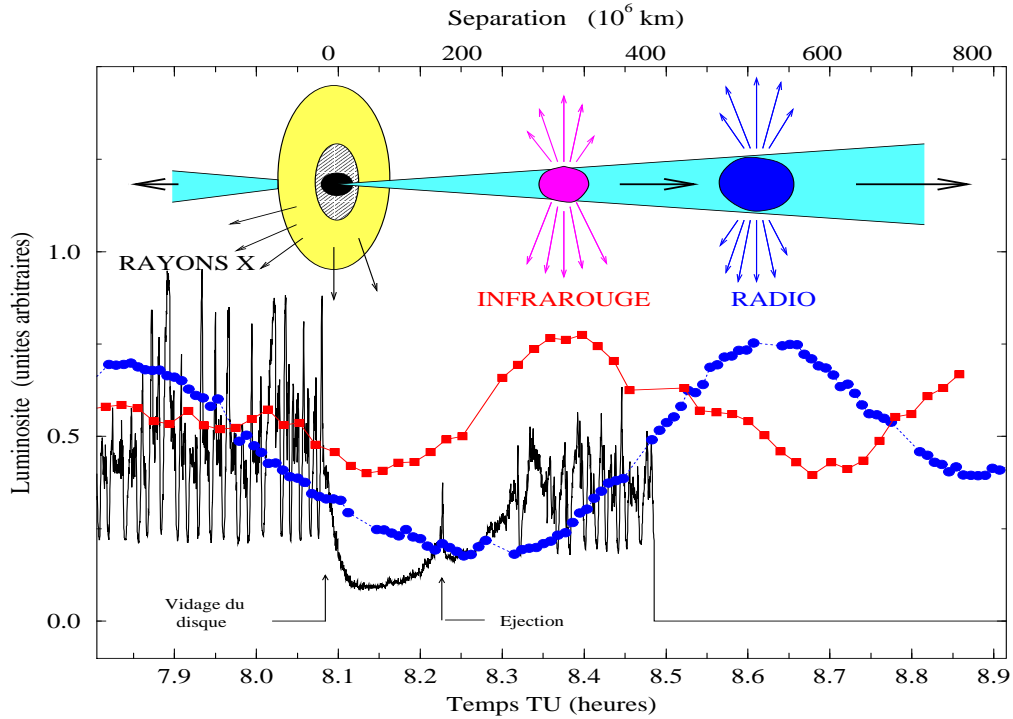 Separation (10⁶ km)
0 200 400 600 800
RAYONS X
INFRAROUGE
RADIO
Luminosite (unites arbitraires)
1.0
0.5
0.0
Vidage du
disque
Ejection
7.9 8.0 8.1 8.2 8.3 8.4 8.5 8.6 8.7 8.8 8.9
Temps TU (heures)